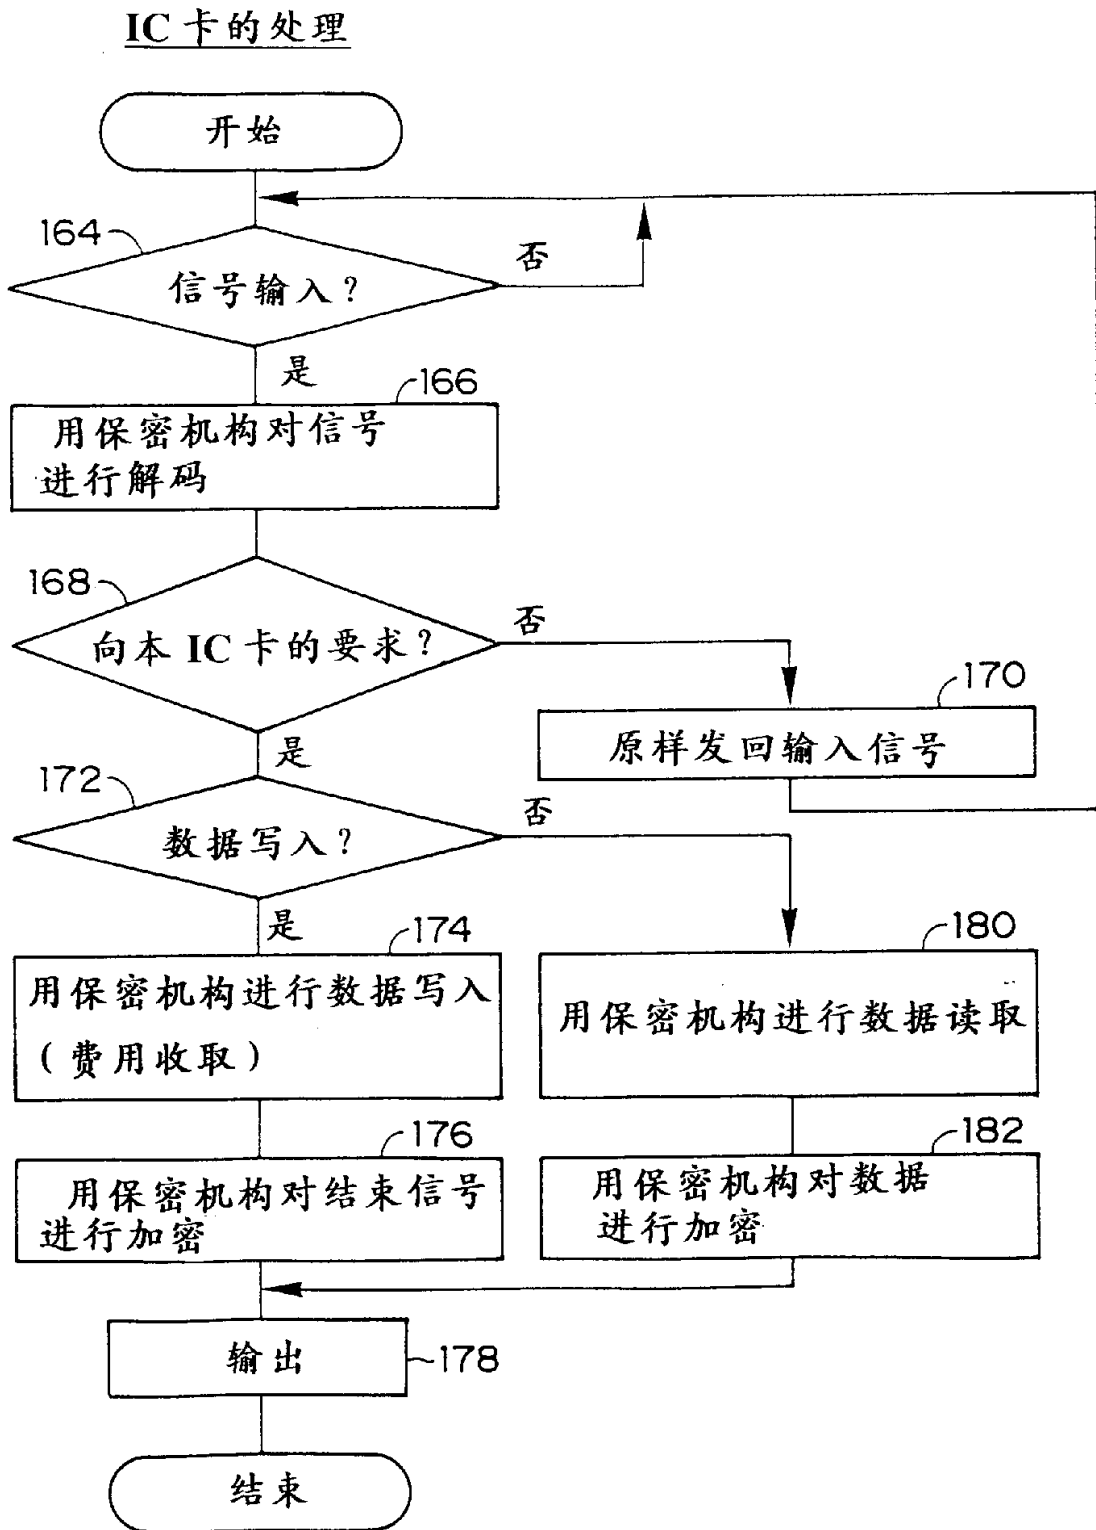 IC 卡的处理
开始
164
信号输入？
否
是
166
用保密机构对信号
进行解码
168
向本 IC 卡的要求？
否
是
170
原样发回输入信号
172
数据写入？
否
是
174
用保密机构进行数据写入
（费用收取）
180
用保密机构进行数据读取
176
用保密机构对结束信号
进行加密
182
用保密机构对数据
进行加密
输出
178
结束